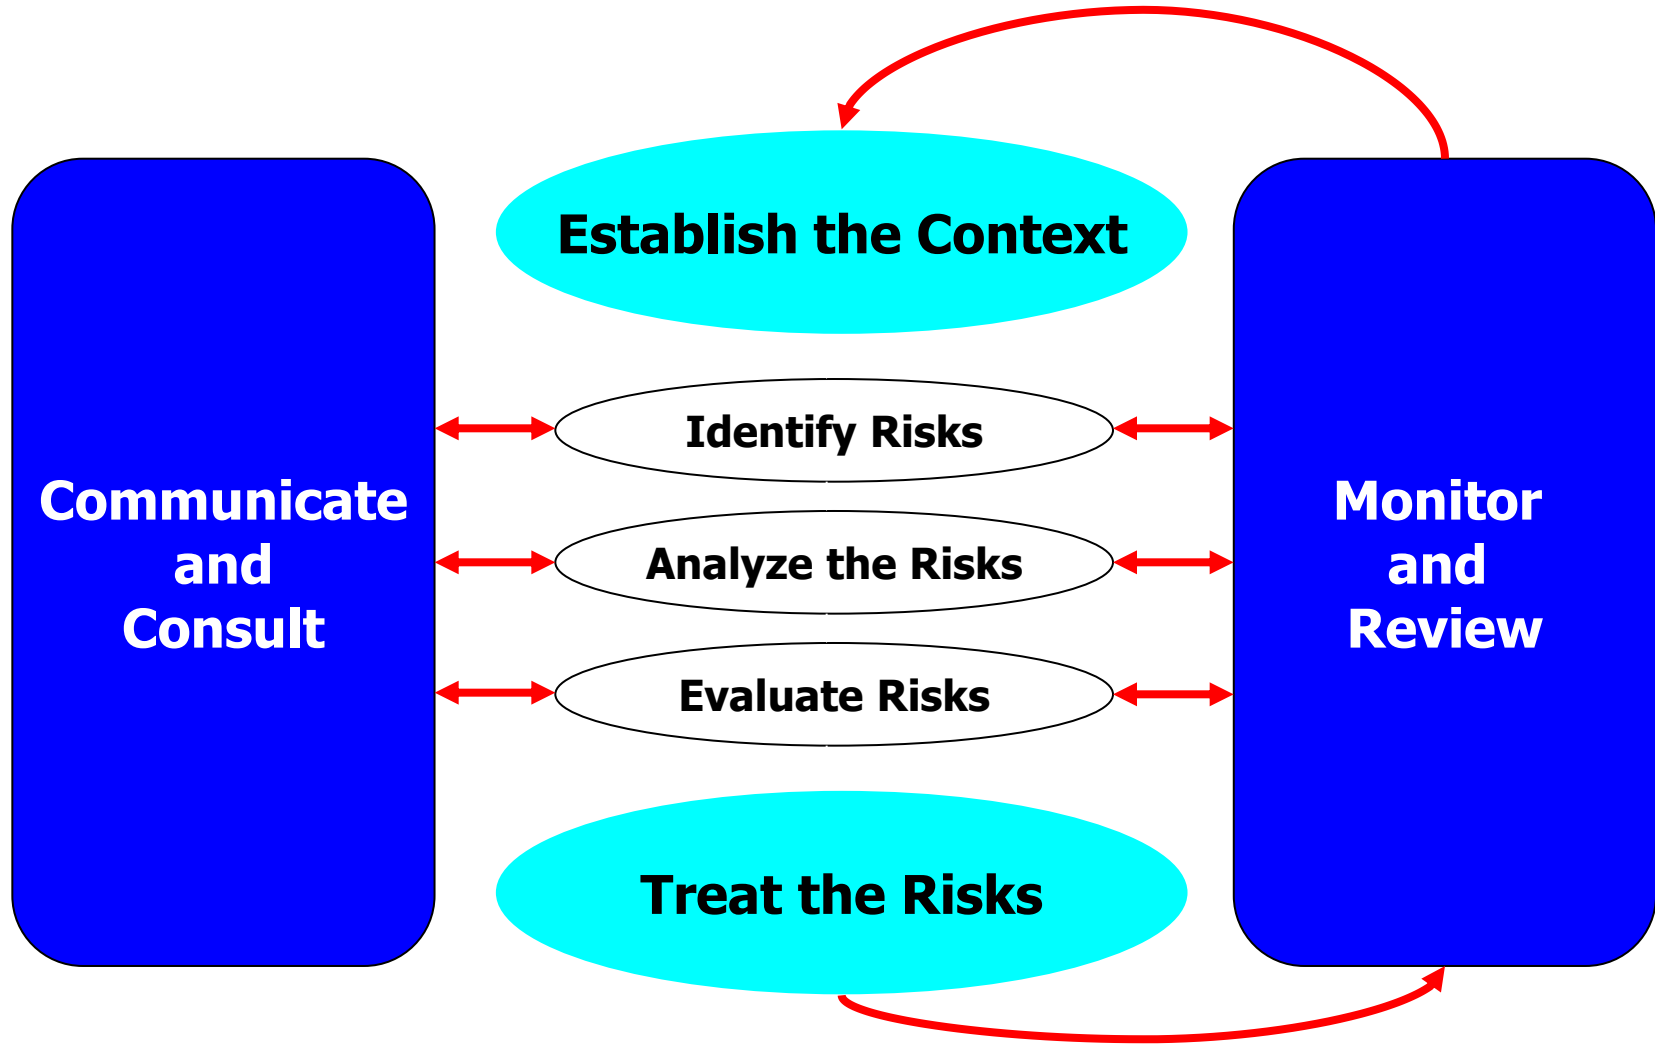 Establish the Context
Communicate
and
Consult
Identify Risks
Analyze the Risks
Evaluate Risks
Monitor
and
Review
Treat the Risks